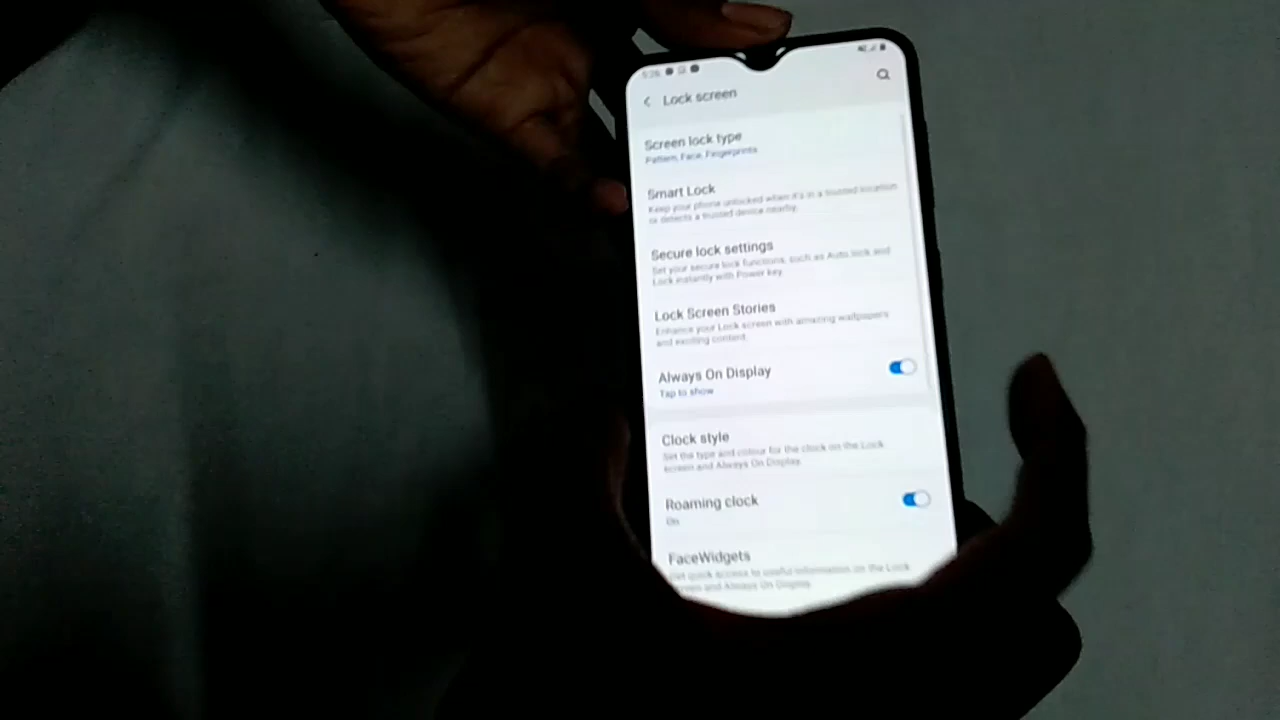 Lock screen
Screen lock type
Pattern, Face, Fingerprints
Smart Lock
Keep your phone unlocked when it's in a trusted location
or detects a trusted device nearby.
Secure lock settings
Set your secure lock functions, such as Auto lock and
Lock instantly with Power key.
Lock Screen Stories
Enhance your Lock screen with amazing wallpapers
and exciting content.
Always On Display
Tap to show
Clock style
Set the type and colour for the clock on the Lock
screen and Always On Display.
Roaming clock
On
FaceWidgets
Get quick access to useful information on the Lock
screen and Always On Display.